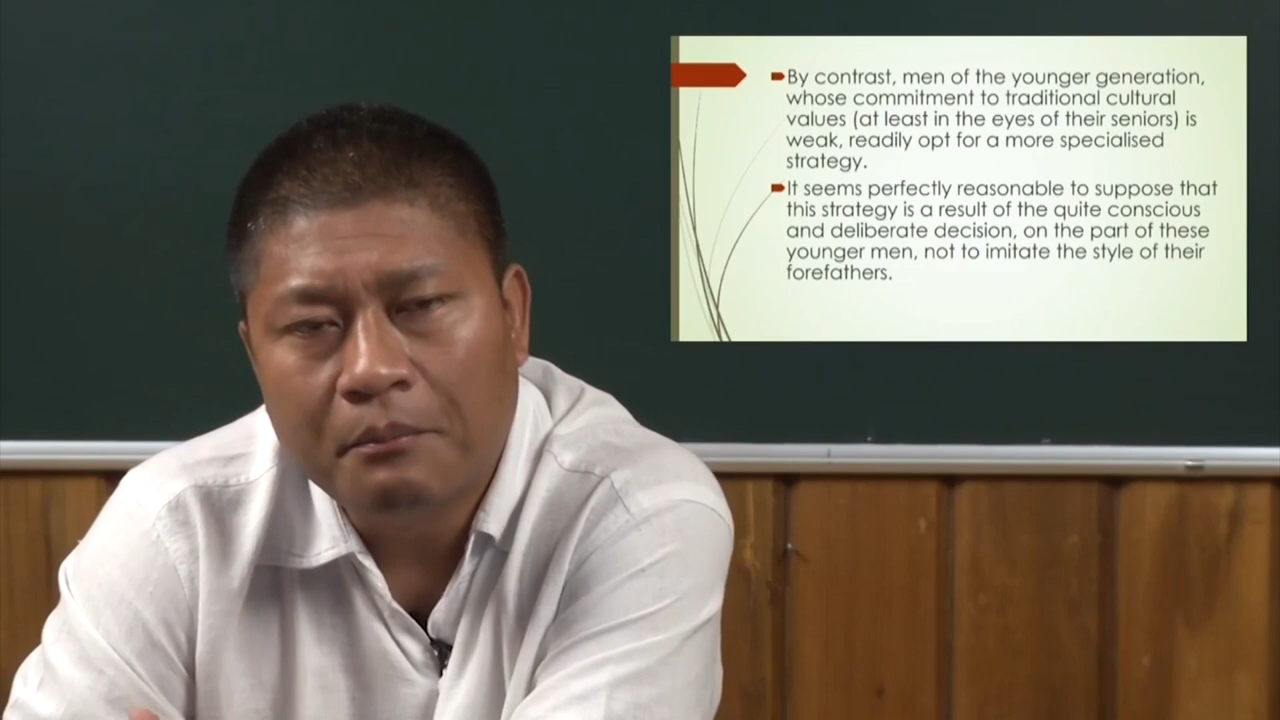 By contrast, men of the younger generation,
whose commitment to traditional cultural
values (at least in the eyes of their seniors) is
weak, readily opt for a more specialised
strategy.
It seems perfectly reasonable to suppose that
this strategy is a result of the quite conscious
and deliberate decision, on the part of these
younger men, not to imitate the style of their
forefathers.